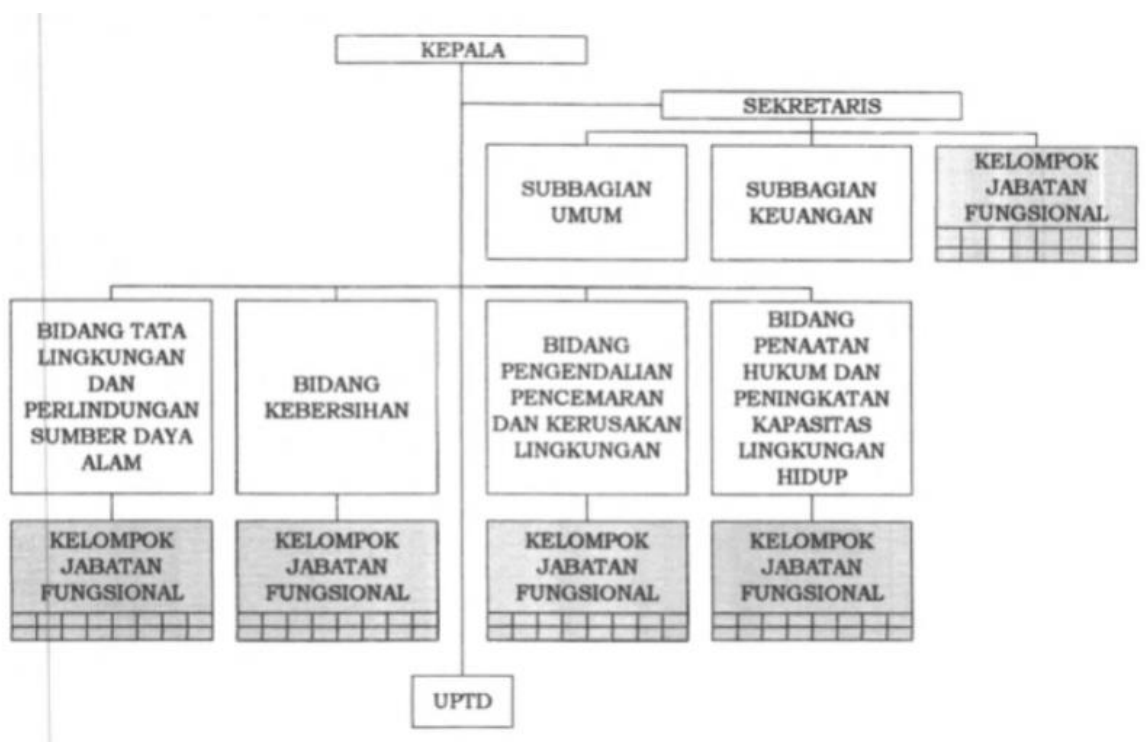 KEPALA
SEKRETARIS
SUBBAGIAN
UMUM
SUBBAGIAN
KEUANGAN
KELOMPOK
JABATAN
FUNGSIONAL
BIDANG TATA
LINGKUNGAN
DAN
PERLINDUNGAN
SUMBER DAYA
ALAM
BIDANG
KEBERSIHAN
BIDANG
PENGENDALIAN
PENCEMARAN
DAN KERUSAKAN
LINGKUNGAN
BIDANG
PENAATAN
HUKUM DAN
PENINGKATAN
KAPASITAS
LINGKUNGAN
HIDUP
KELOMPOK
JABATAN
FUNGSIONAL
KELOMPOK
JABATAN
FUNGSIONAL
KELOMPOK
JABATAN
FUNGSIONAL
KELOMPOK
JABATAN
FUNGSIONAL
UPTD